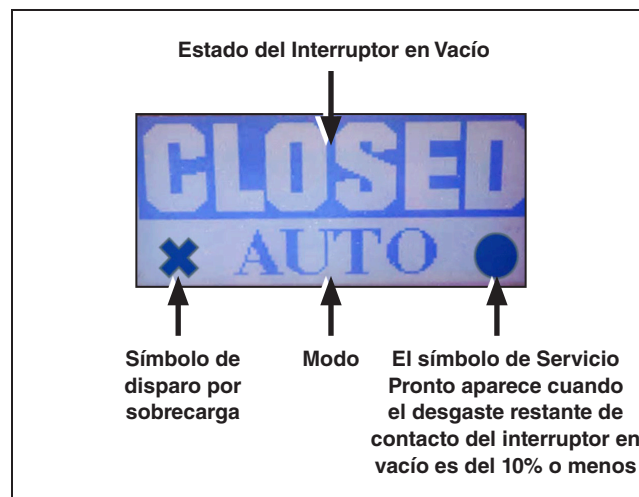 Estado del Interruptor en Vacío
CLOSED
AUTO
Símbolo de
disparo por
sobrecarga
Modo
El símbolo de Servicio
Pronto aparece cuando
el desgaste restante de
contacto del interruptor en
vacío es del 10% o menos